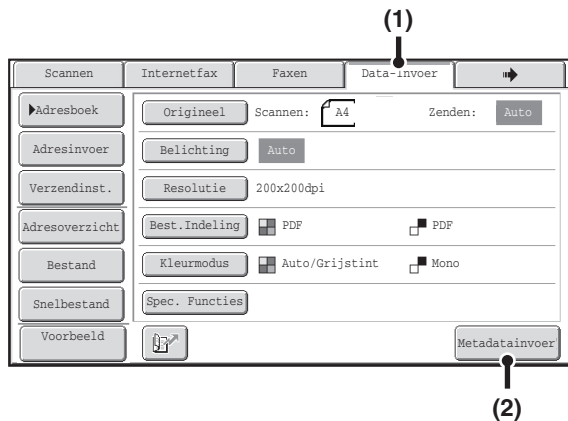 (1)
Scannen Internetfax Faxen Data-Invoer
Adresboek Origineel Scannen: A4 Zenden: Auto
Adresinvoer Belichting Auto
Verzendinst. Resolutie 200x200dpi
Adresoverzicht Best.Indeling PDF PDF
Bestand Kleurmodus Auto/Grijstint Mono
Snelbestand Spec. Functies
Voorbeeld Metadatainvoer
(2)